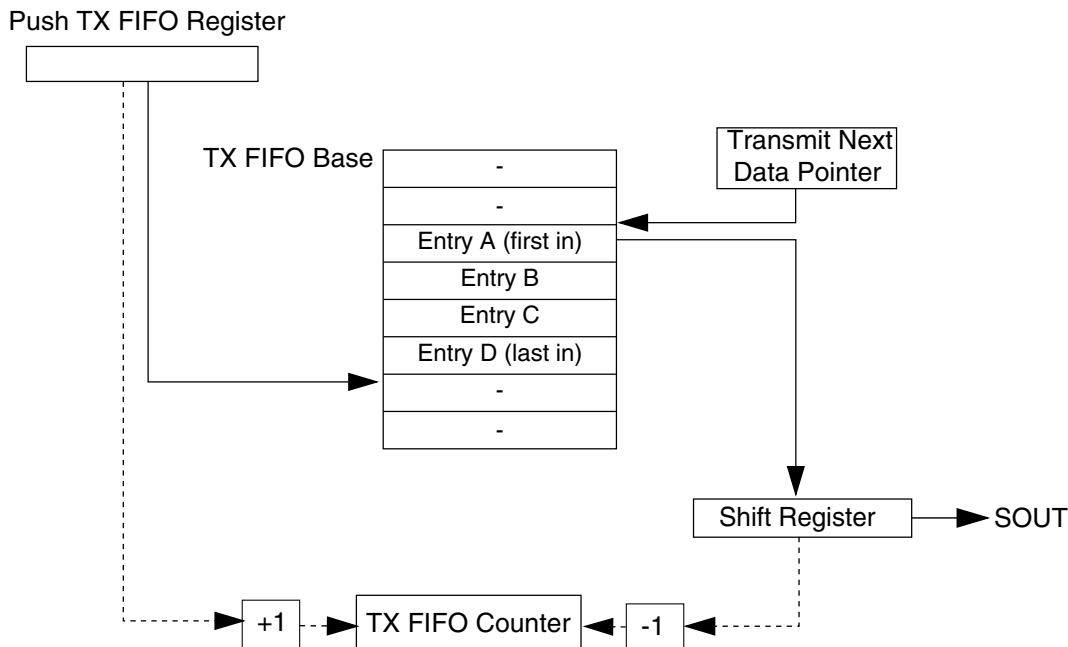 Push TX FIFO Register
TX FIFO Base
Transmit Next
Data Pointer
-
-
Entry A (first in)
Entry B
Entry C
Entry D (last in)
-
-
Shift Register
SOUT
+1
TX FIFO Counter
-1